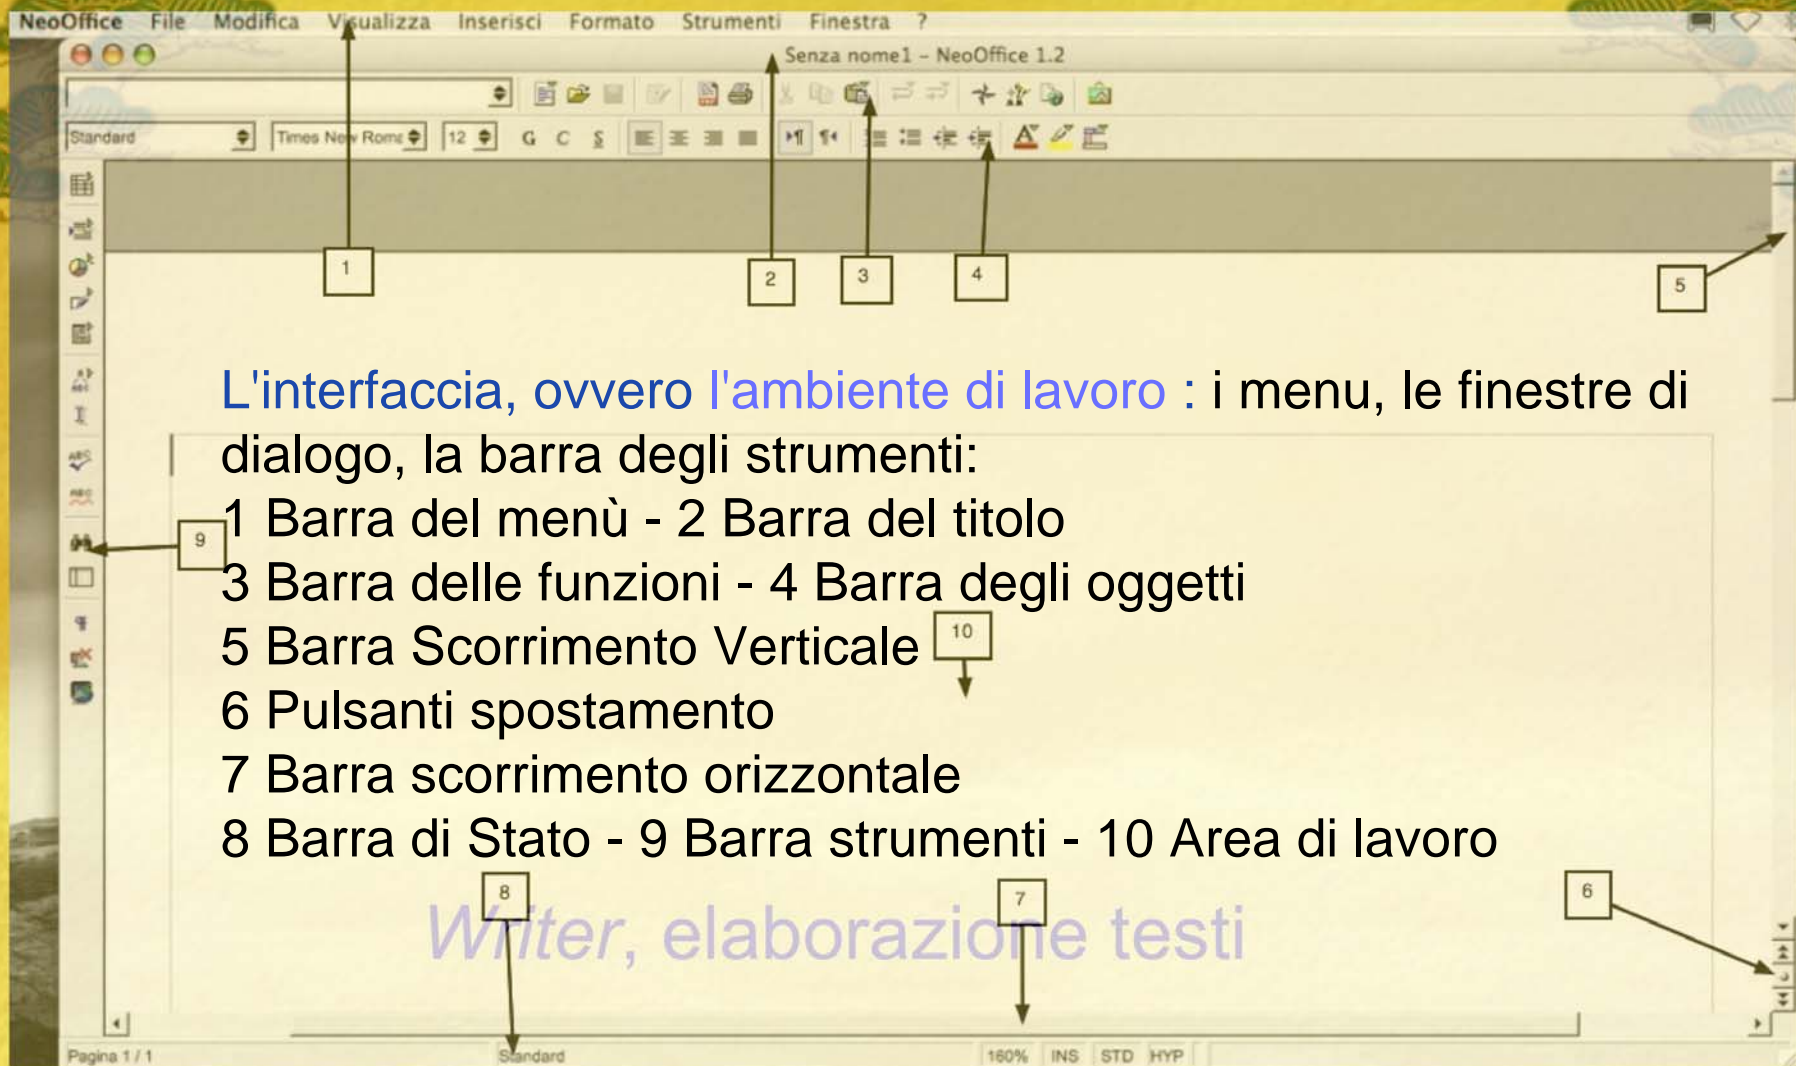 NeoOffice File Modifica Visualizza Inserisci Formato Strumenti Finestra ?
Senza nome1 - NeoOffice 1.2
Standard Times New Roma 12 G C S
1
2
3
4
5
L'interfaccia, ovvero l'ambiente di lavoro : i menu, le finestre di
dialogo, la barra degli strumenti:
1 Barra del menù - 2 Barra del titolo
9
3 Barra delle funzioni - 4 Barra degli oggetti
5 Barra Scorrimento Verticale
10
6 Pulsanti spostamento
7 Barra scorrimento orizzontale
8 Barra di Stato - 9 Barra strumenti - 10 Area di lavoro
8
7
6
Writer, elaborazione testi
Pagina 1 / 1 Standard 160% INS STD HYP